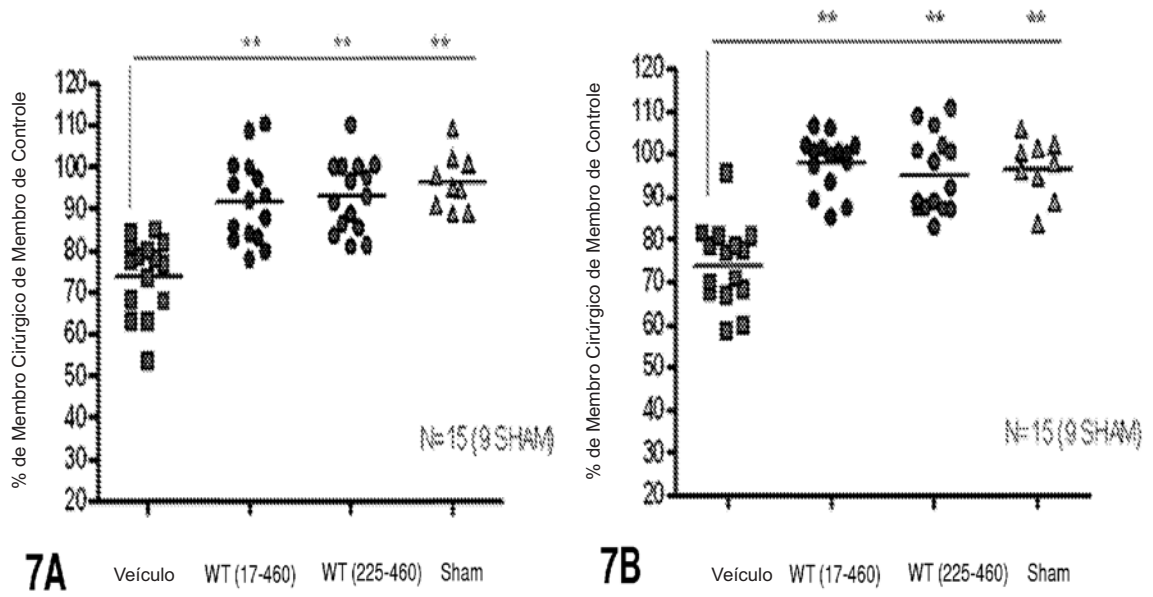 ** ** **
120
110
100
90
80
70
60
50
40
30
20
% de Membro Cirúrgico de Membro de Controle
N=15 (9 SHAM)
7A
Veículo WT (17-460) WT (225-460) Sham
** ** **
120
110
100
90
80
70
60
50
40
30
20
% de Membro Cirúrgico de Membro de Controle
N=15 (9 SHAM)
7B
Veículo WT (17-460) WT (225-460) Sham